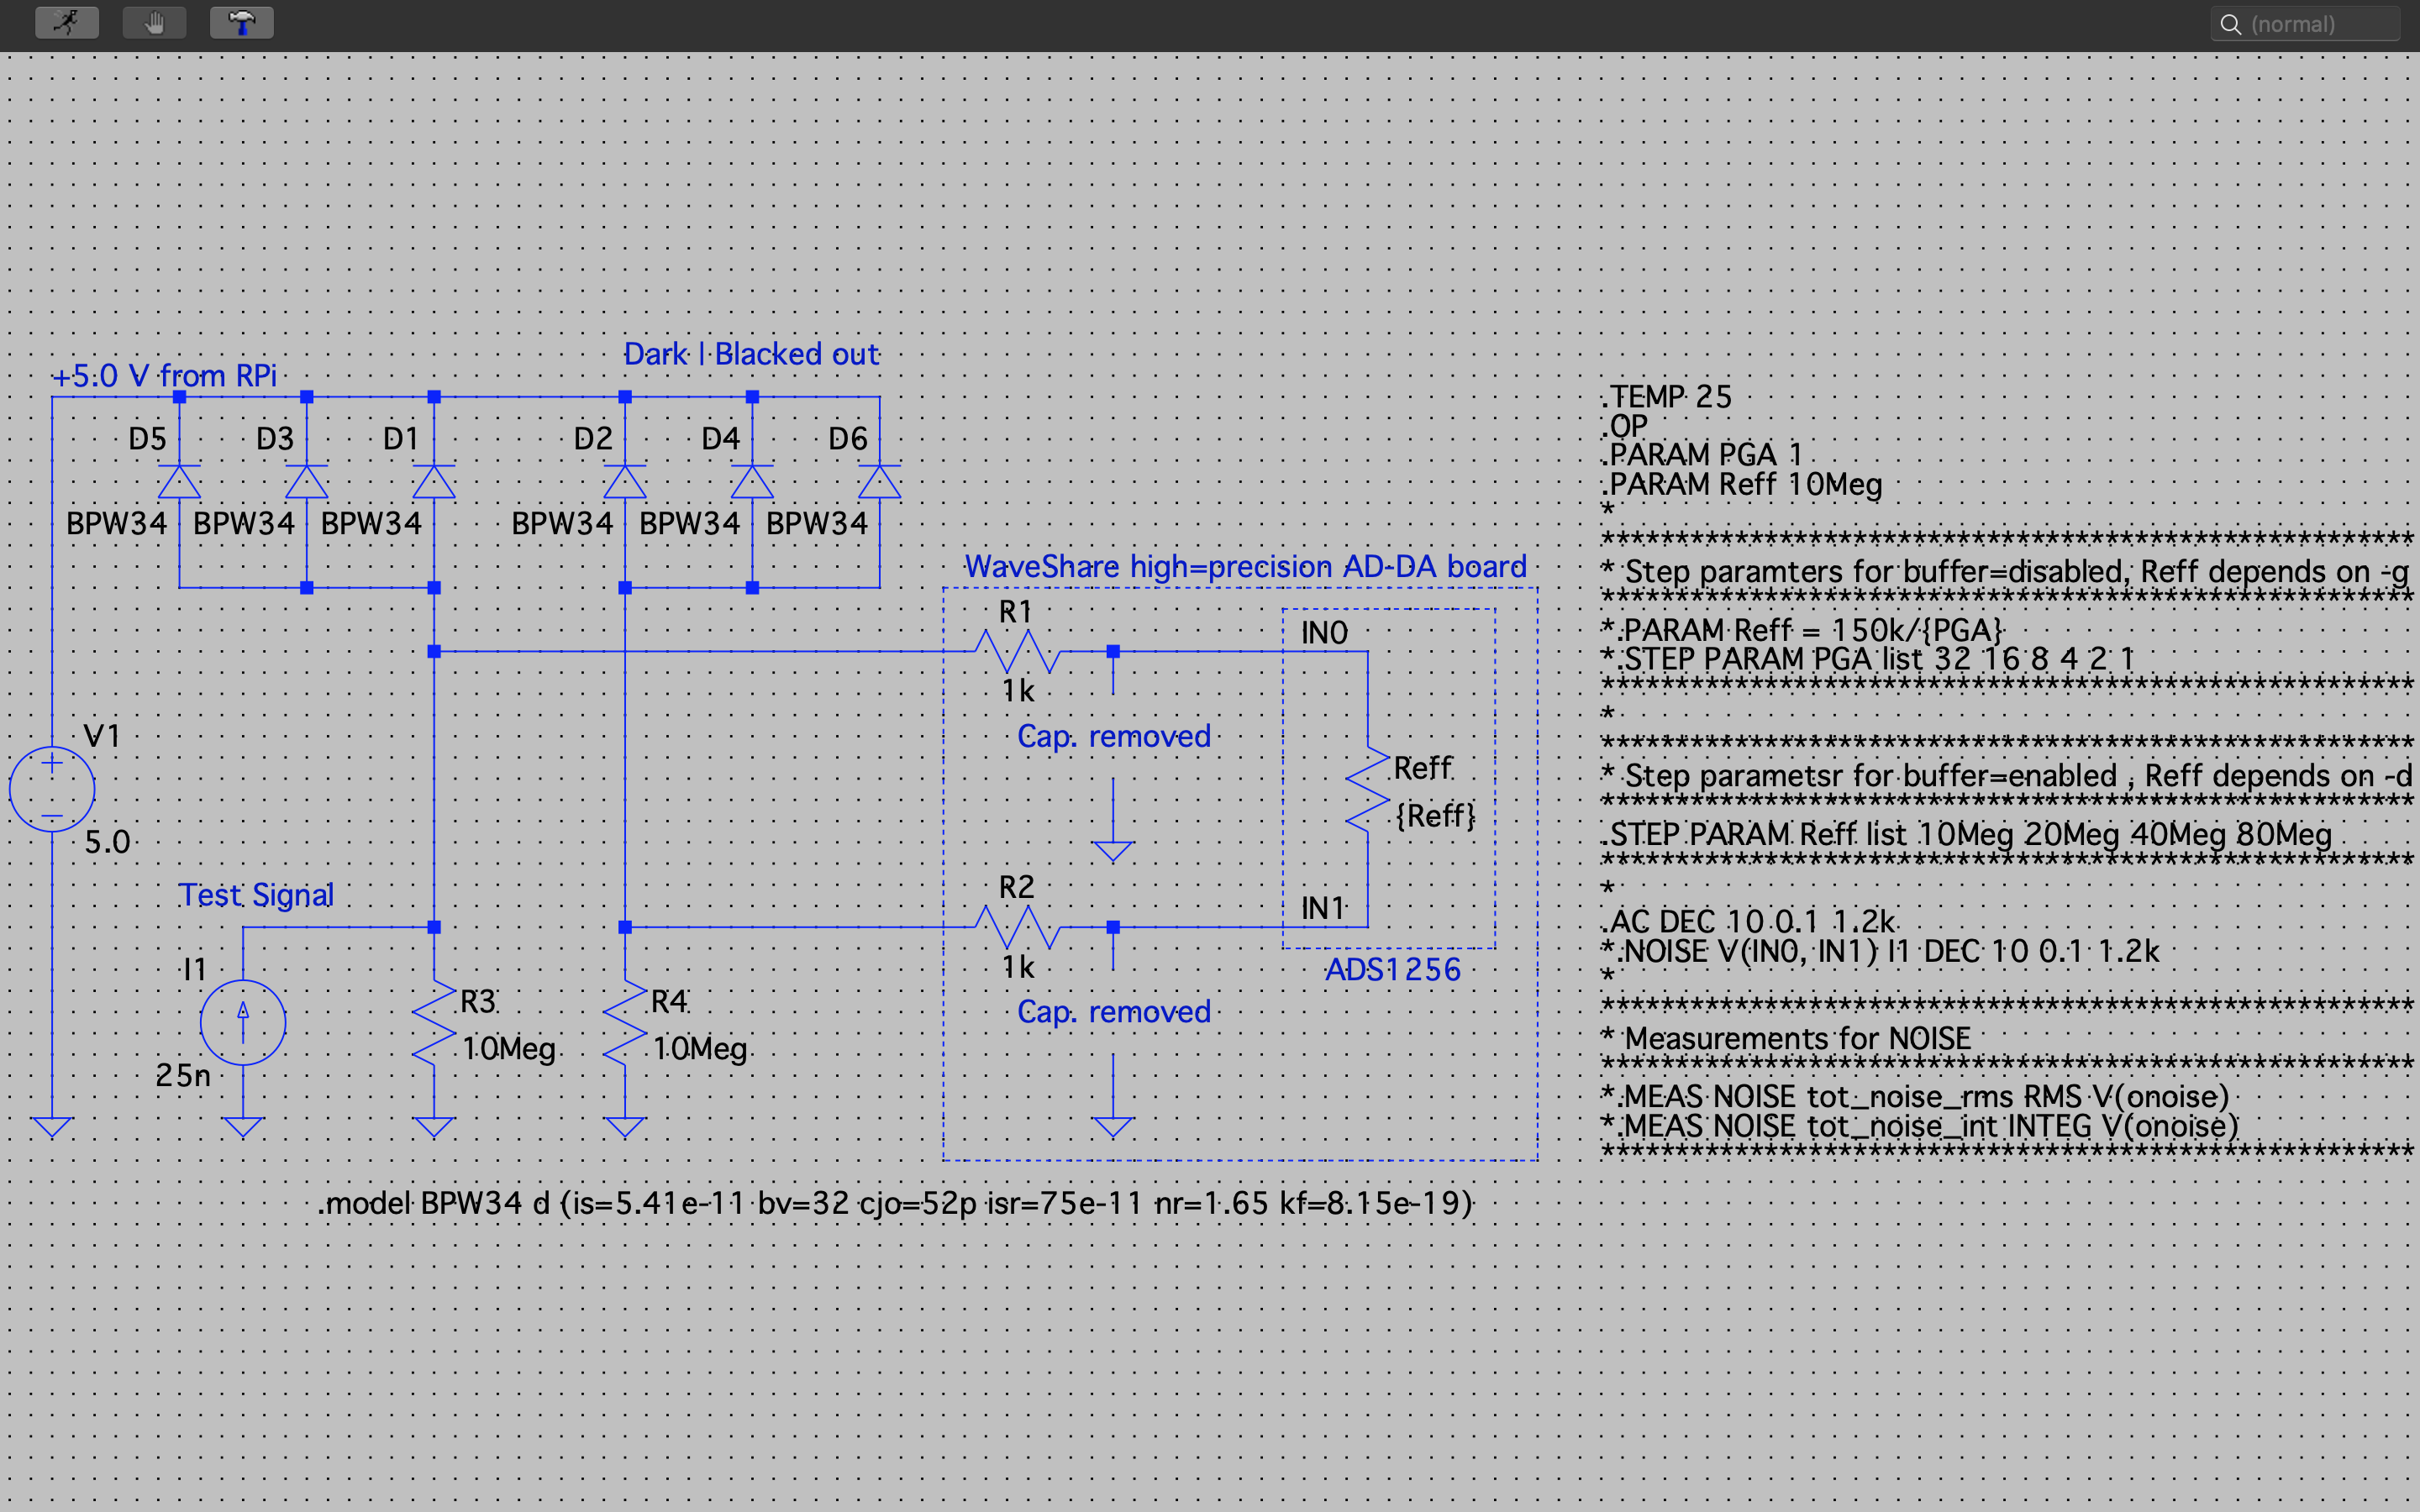 (normal)
+5.0 V from RPi
Dark | Blacked out
D5
D3
D1
D2
D4
D6
BPW34
BPW34
BPW34
BPW34
BPW34
BPW34
WaveShare high=precision AD-DA board
R1
IN0
1k
Cap. removed
V1
5.0
Reff
{Reff}
Test Signal
R2
IN1
1k
ADS1256
Cap. removed
I1
25n
R3
10Meg
R4
10Meg
.model BPW34 d (is=5.41e-11 bv=32 cjo=52p isr=75e-11 nr=1.65 kf=8.15e-19)
.TEMP 25
.OP
.PARAM PGA 1
.PARAM Reff 10Meg
*
*******************************************************
* Step paramters for buffer=disabled, Reff depends on -g
*******************************************************
*.PARAM Reff = 150k/{PGA}
*.STEP PARAM PGA list 32 16 8 4 2 1
*******************************************************
*
*******************************************************
* Step parametsr for buffer=enabled , Reff depends on -d
*******************************************************
.STEP PARAM Reff list 10Meg 20Meg 40Meg 80Meg
*******************************************************
*
.AC DEC 10 0.1 1.2k
*.NOISE V(IN0, IN1) I1 DEC 10 0.1 1.2k
*
*******************************************************
* Measurements for NOISE
*******************************************************
*.MEAS NOISE tot_noise_rms RMS V(onoise)
*.MEAS NOISE tot_noise_int INTEG V(onoise)
*******************************************************